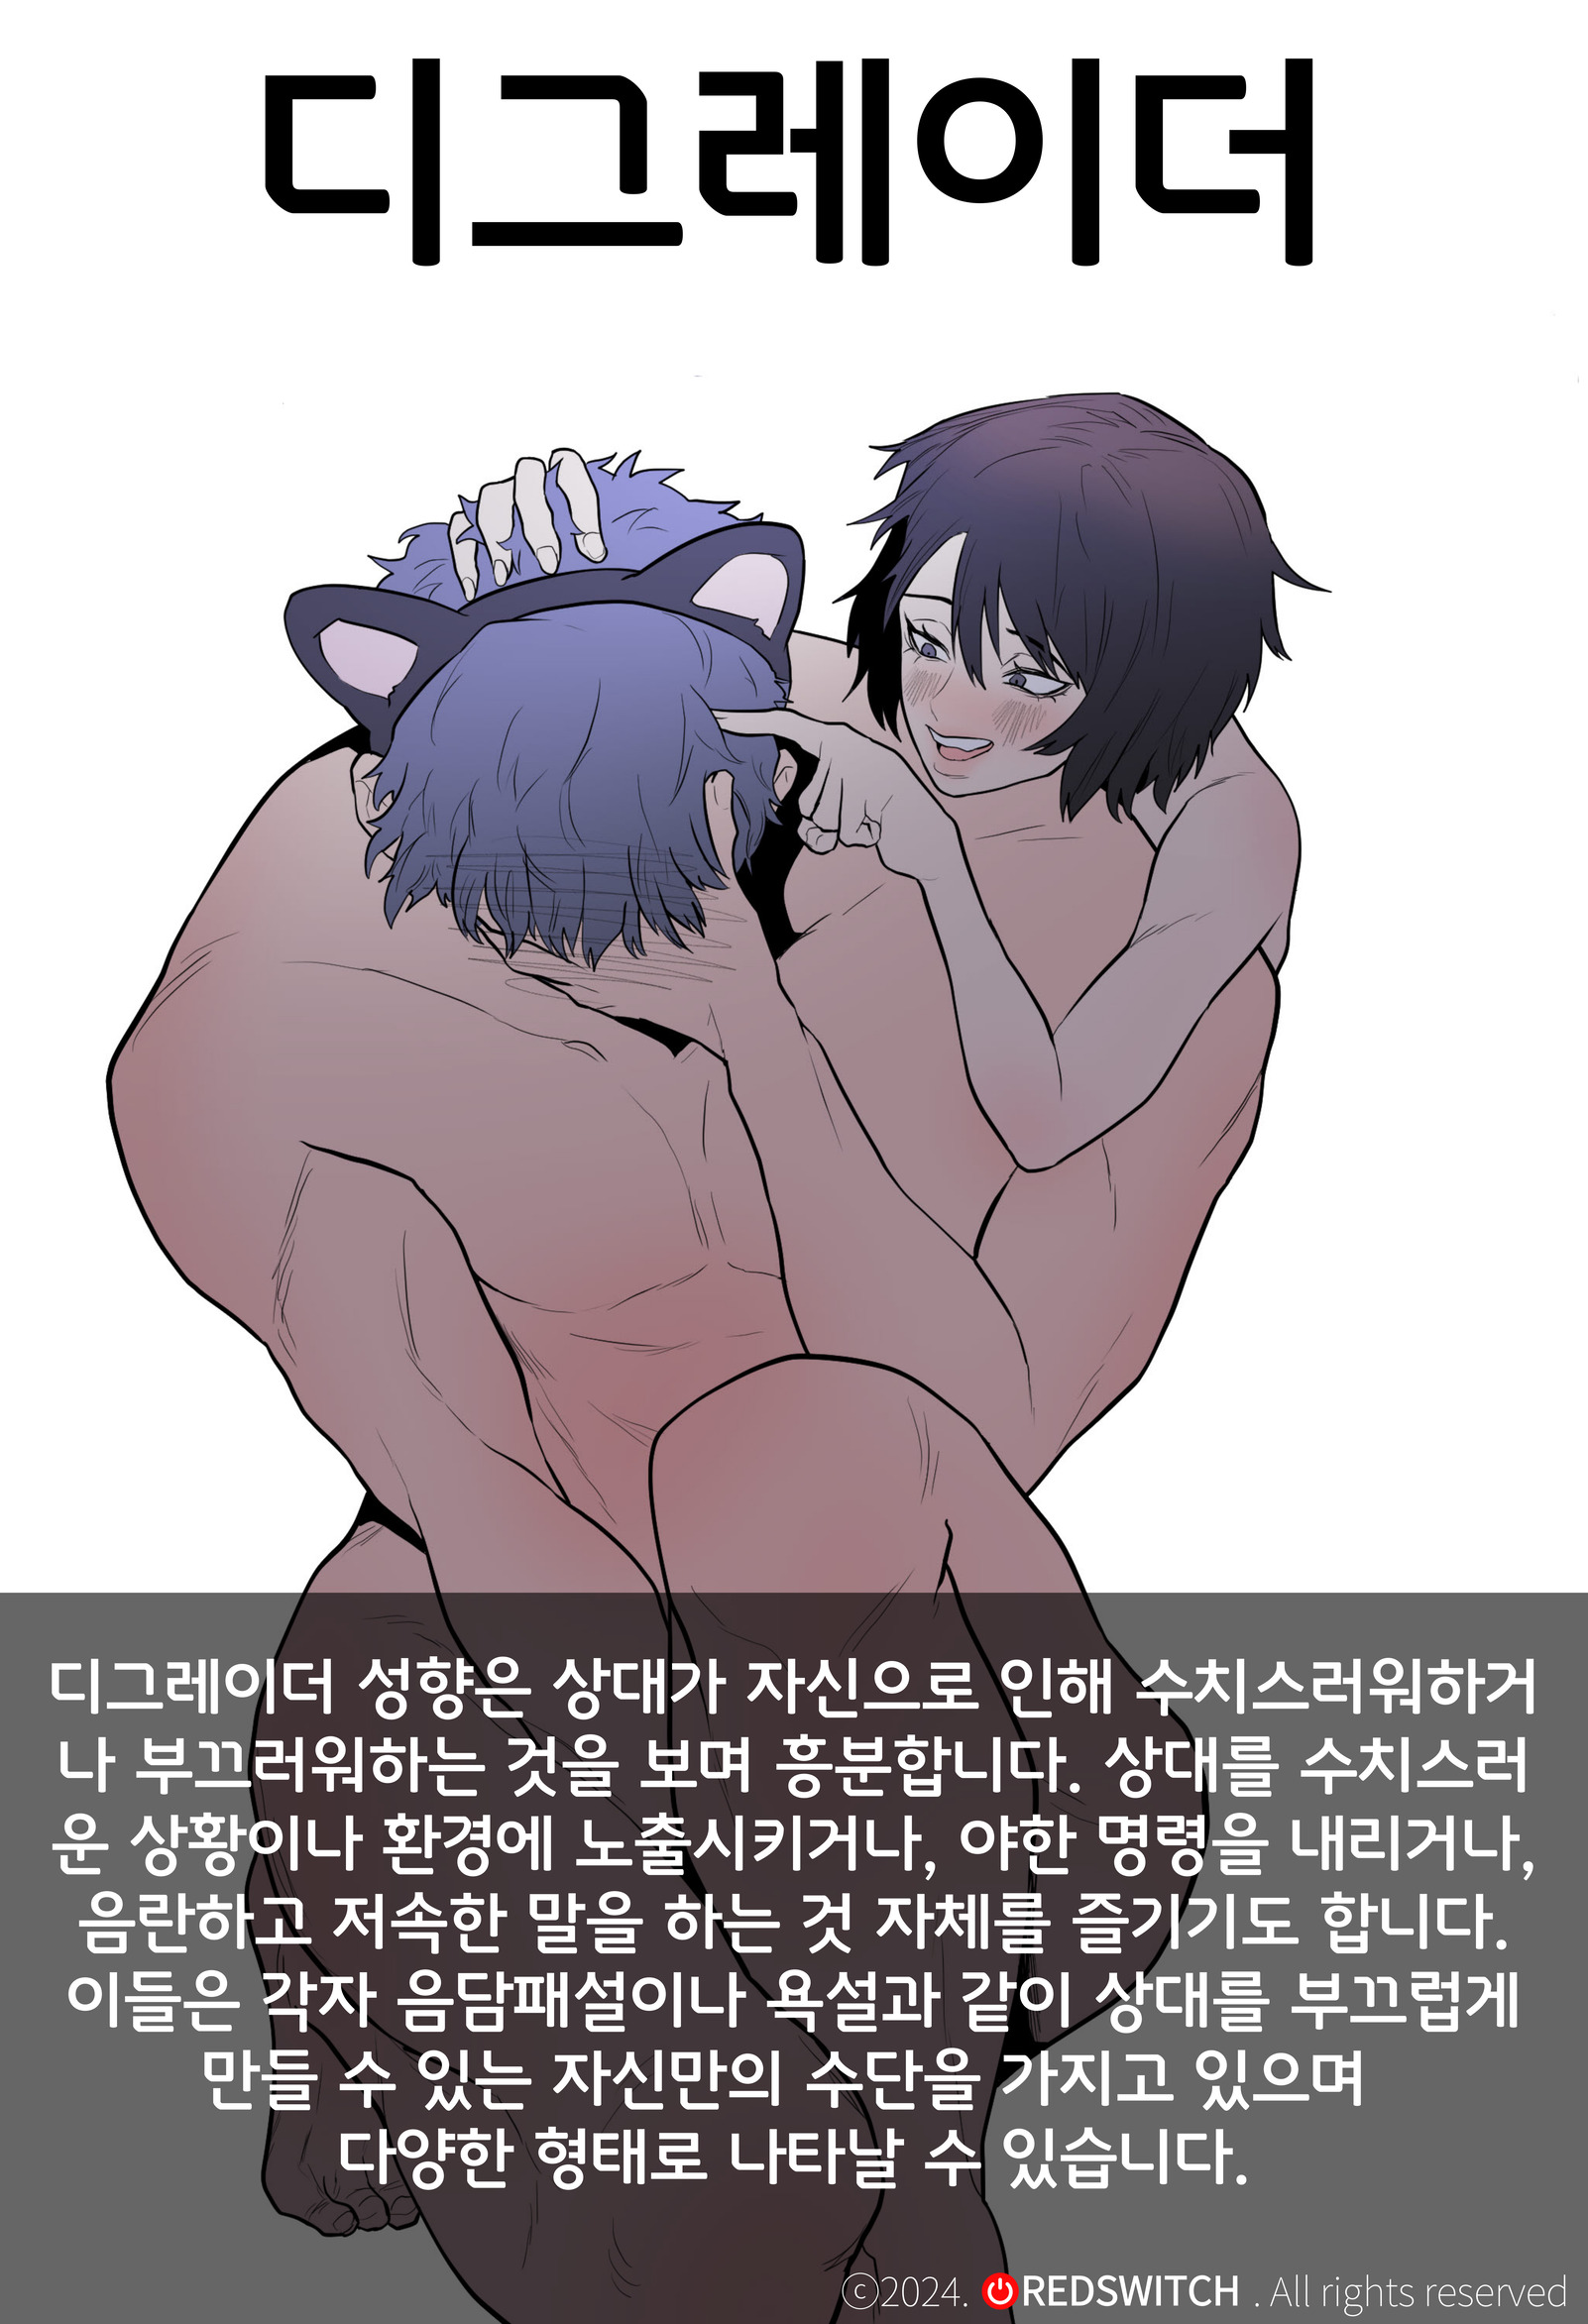 디그레이더
디그레이더 성향은 상대가 자신으로 인해 수치스러워하거
나 부끄러워하는 것을 보며 흥분합니다. 상대를 수치스러
운 상황이나 환경에 노출시키거나, 야한 명령을 내리거나,
음란하고 저속한 말을 하는 것 자체를 즐기기도 합니다.
이들은 각자 음담패설이나 욕설과 같이 상대를 부끄럽게
만들 수 있는 자신만의 수단을 가지고 있으며
다양한 형태로 나타날 수 있습니다.
©2024. REDSWITCH . All rights reserved